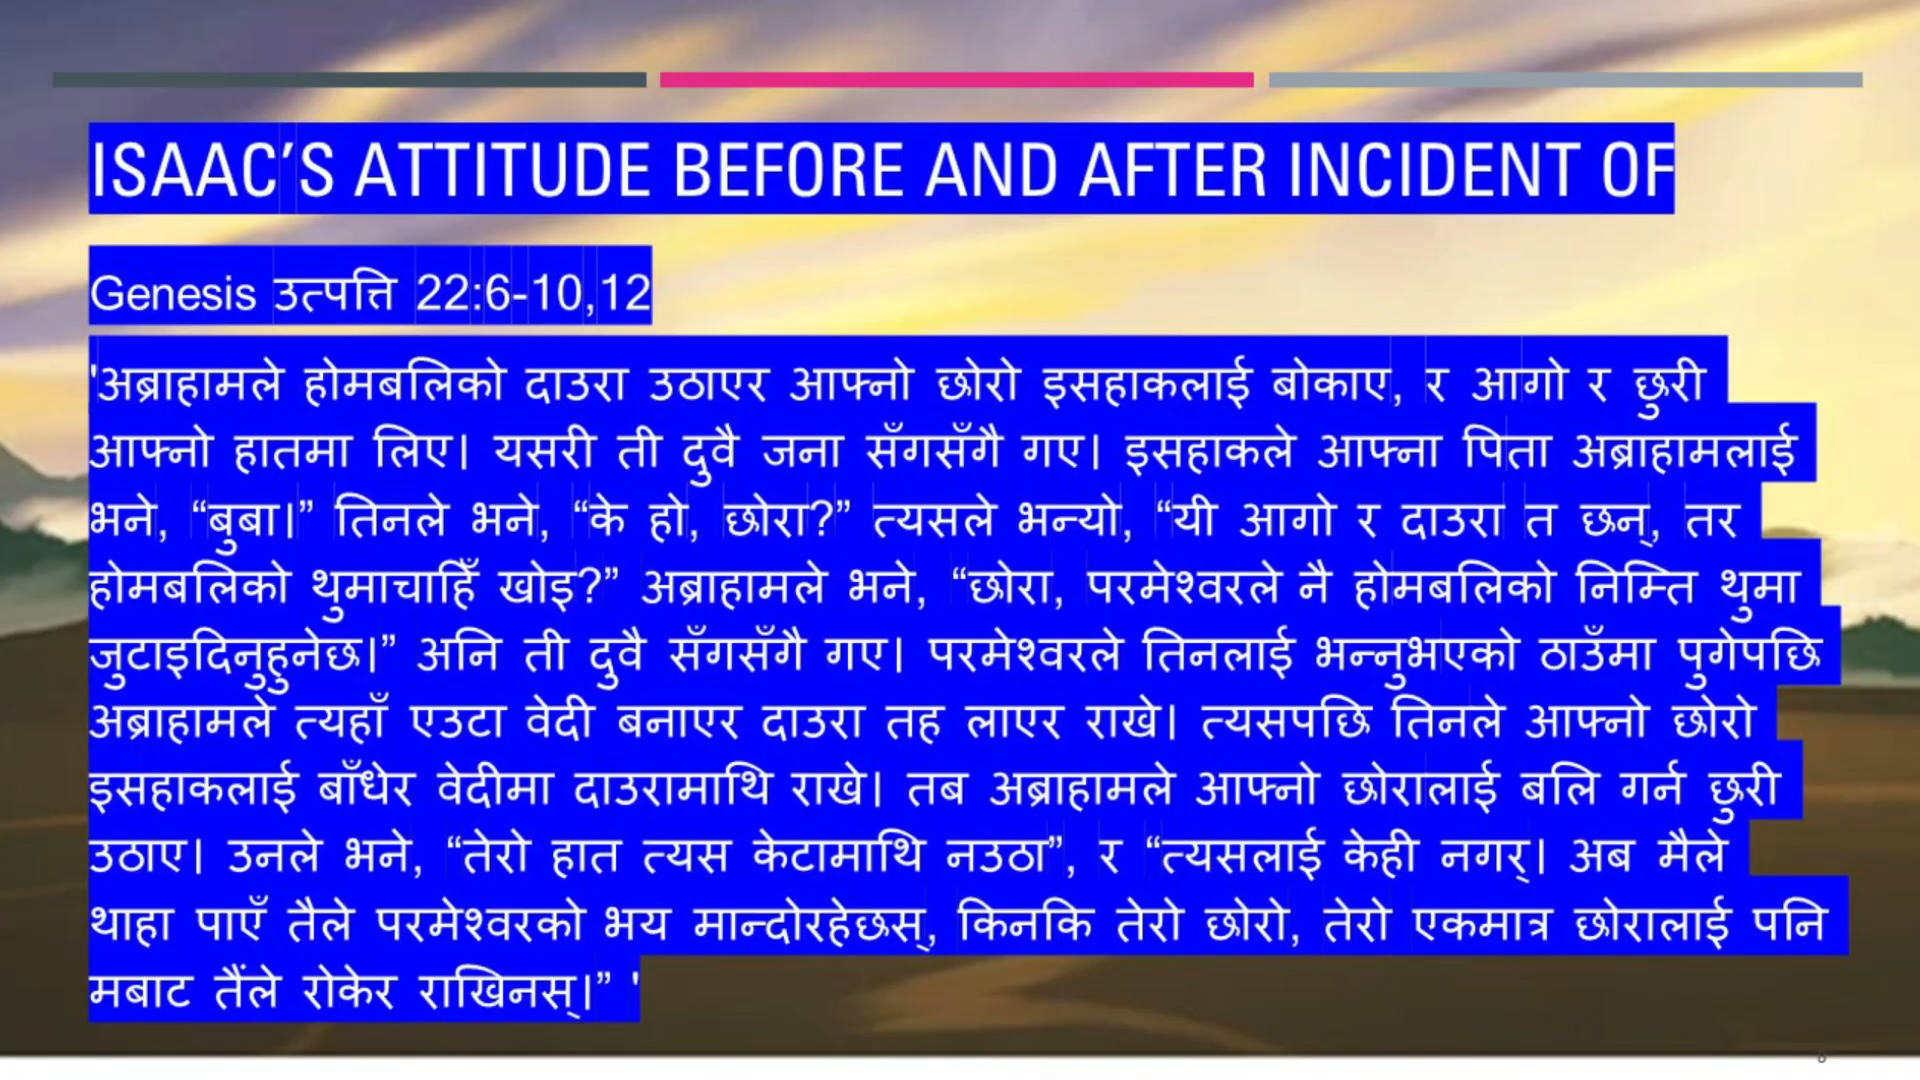 ISAAC’S ATTITUDE BEFORE AND AFTER INCIDENT OF
Genesis उत्पत्ति 22:6-10,12
'अब्राहामले होमबलिको दाउरा उठाएर आफ्नो छोरो इसहाकलाई बोकाए, र आगो र छुरी
आफ्नो हातमा लिए। यसरी ती दुवै जना सँगसँगै गए। इसहाकले आफ्ना पिता अब्राहामलाई
भने, “बुबा।” तिनले भने, “के हो, छोरा?” त्यसले भन्यो, “यी आगो र दाउरा त छन्, तर
होमबलिको थुमाचाहिँ खोइ?” अब्राहामले भने, “छोरा, परमेश्वरले नै होमबलिको निम्ति थुमा
जुटाइदिनुहुनेछ।” अनि ती दुवै सँगसँगै गए। परमेश्वरले तिनलाई भन्नुभएको ठाउँमा पुगेपछि
अब्राहामले त्यहाँ एउटा वेदी बनाएर दाउरा तह लाएर राखे। त्यसपछि तिनले आफ्नो छोरो
इसहाकलाई बाँधेर वेदीमा दाउरामाथि राखे। तब अब्राहामले आफ्नो छोरालाई बलि गर्न छुरी
उठाए। उनले भने, “तेरो हात त्यस केटामाथि नउठा”, र “त्यसलाई केही नगर्। अब मैले
थाहा पाएँ तैले परमेश्वरको भय मान्दोरहेछस्, किनकि तेरो छोरो, तेरो एकमात्र छोरालाई पनि
मबाट तैंले रोकेर राखिनस्।” '